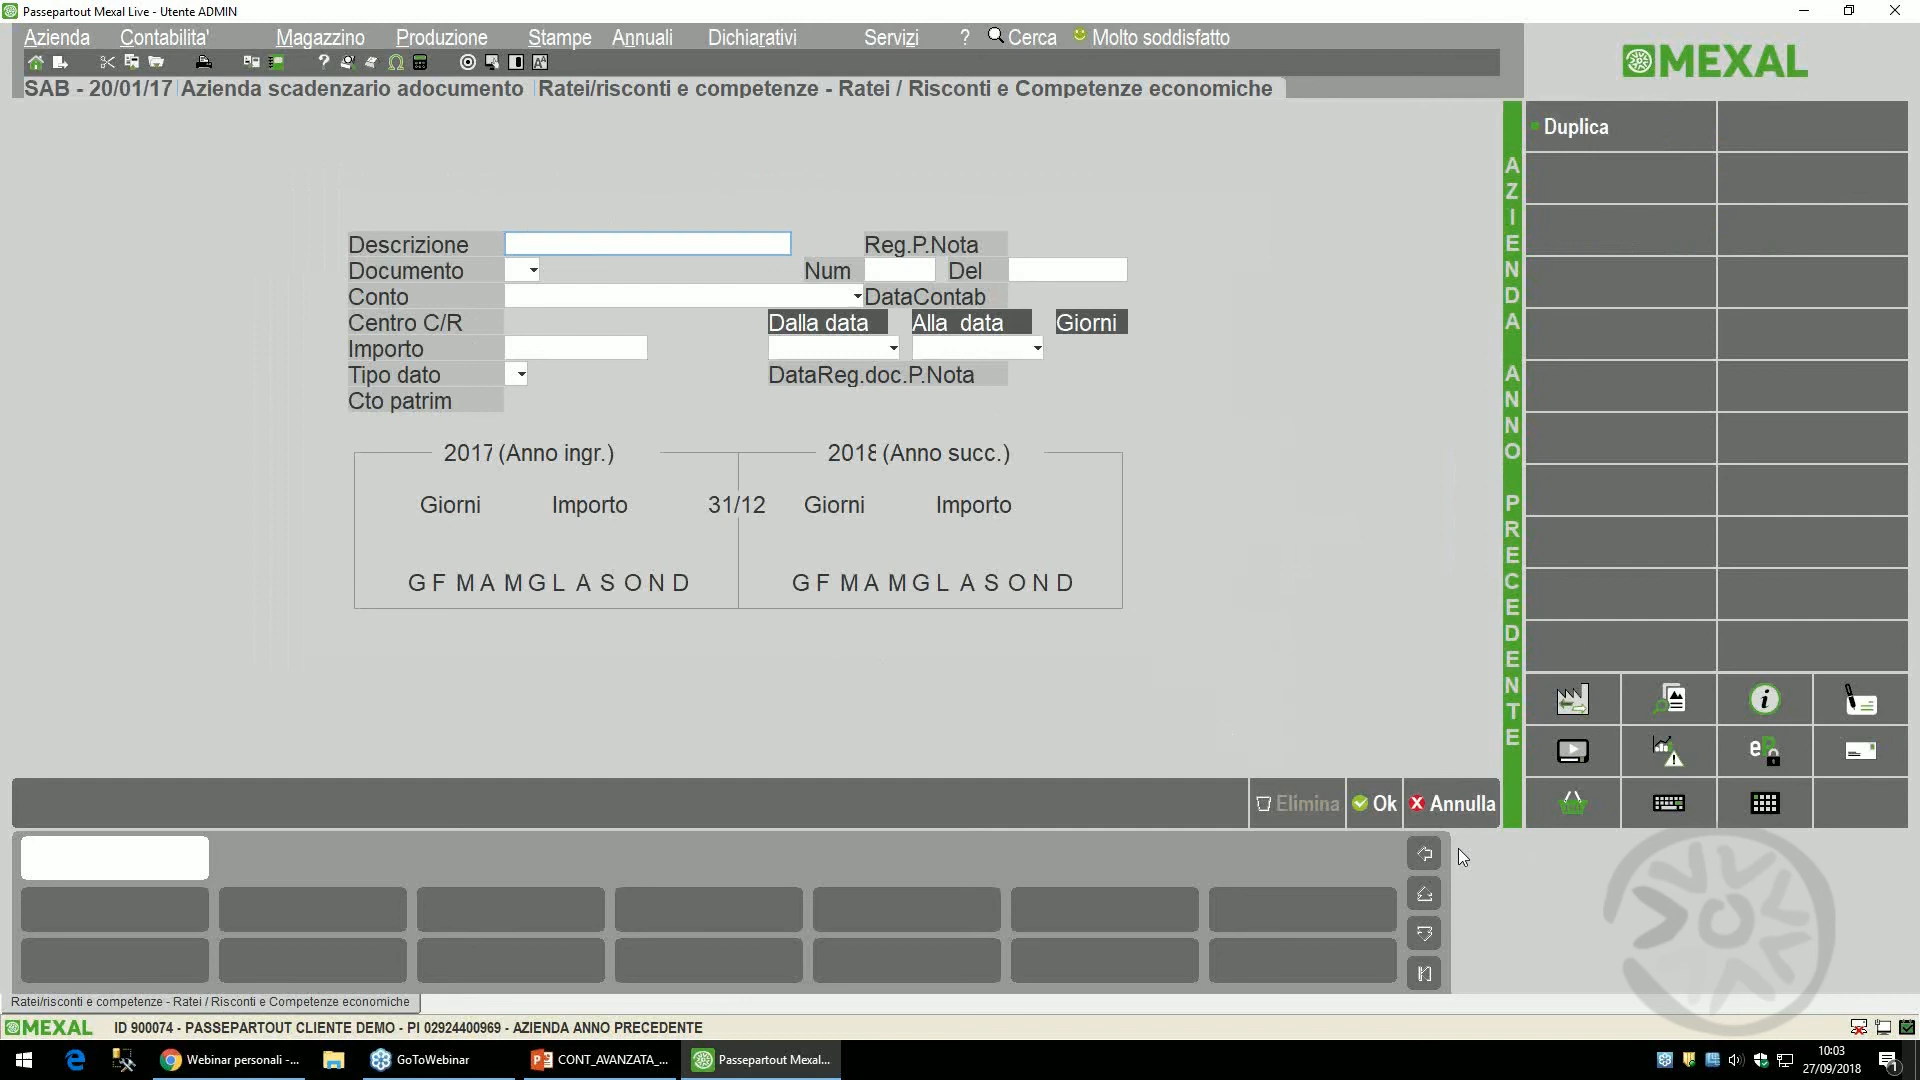 Passepartout Mexal Live - Utente ADMIN
Azienda Contabilita' Magazzino Produzione Stampe Annuali Dichiarativi Servizi ? Cerca Molto soddisfatto
MEXAL
SAB - 20/01/17 Azienda scadenzario adocumento Ratei/risconti e competenze - Ratei / Risconti e Competenze economiche
Duplica
AZIENDA ANNO PRECEDENTE
Descrizione Reg.P.Nota
Documento Num Del
Conto DataContab
Centro C/R Dalla data Alla data Giorni
Importo
Tipo dato DataReg.doc.P.Nota
Cto patrim
2017 (Anno ingr.) 2018 (Anno succ.)
Giorni Importo 31/12 Giorni Importo
G F M A M G L A S O N D G F M A M G L A S O N D
Elimina Ok Annulla
Ratei/risconti e competenze - Ratei / Risconti e Competenze economiche
MEXAL ID 900074 - PASSEPARTOUT CLIENTE DEMO - PI 02924400969 - AZIENDA ANNO PRECEDENTE
Webinar personali -... GoToWebinar CONT_AVANZATA_... Passepartout Mexal...
10:03
27/09/2018
1